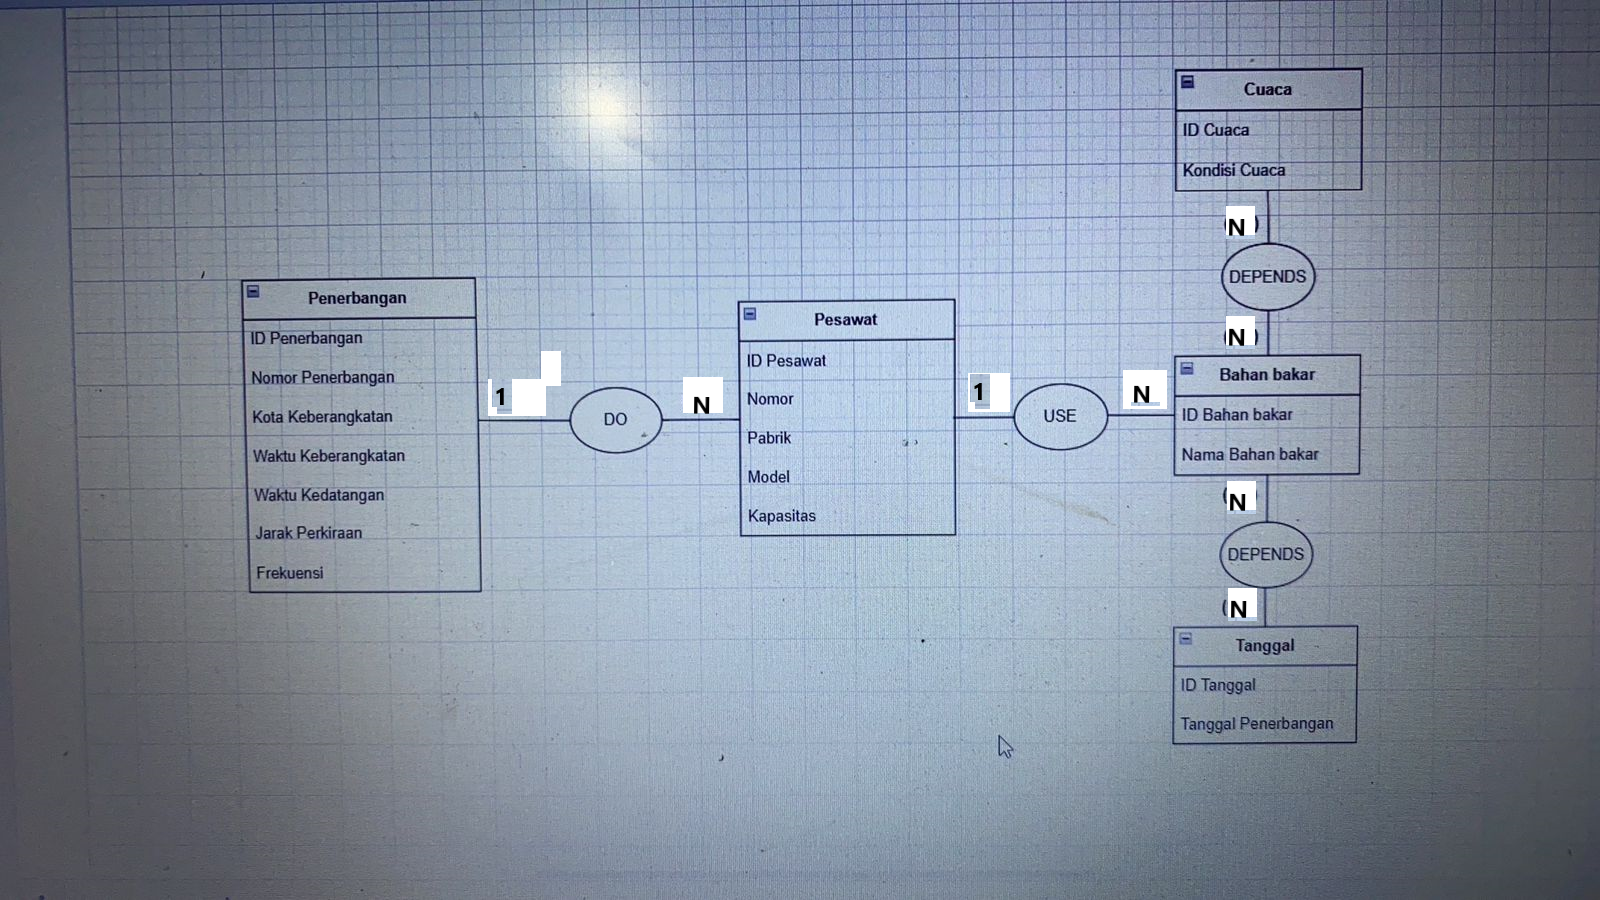 Cuaca
ID Cuaca
Kondisi Cuaca
N
DEPENDS
N
Penerbangan
ID Penerbangan
Nomor Penerbangan
Kota Keberangkatan
Waktu Keberangkatan
Waktu Kedatangan
Jarak Perkiraan
Frekuensi
1
DO
N
Pesawat
ID Pesawat
Nomor
Pabrik
Model
Kapasitas
1
USE
N
Bahan bakar
ID Bahan bakar
Nama Bahan bakar
N
DEPENDS
N
Tanggal
ID Tanggal
Tanggal Penerbangan